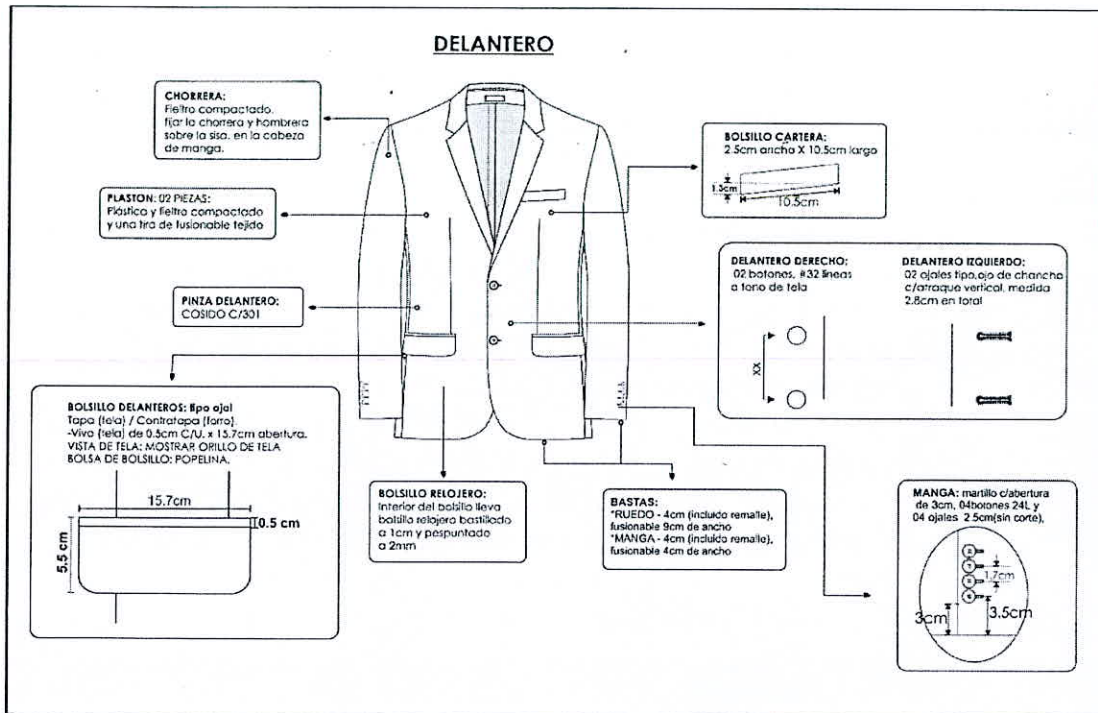 DELANTERO
CHORRERA:
Fieltro compactado.
fijar la chorrera y hombrera
sobre la sisa, en la cabeza
de manga.
BOLSILLO CARTERA:
2.5cm ancho X 10.5cm largo
1.3cm
10.5cm
PLASTON: 02 PIEZAS:
Plástica y fieltro compactado
y una tira de fusionable tejido
DELANTERO DERECHO:
02 botones, #32 líneas
a tono de tela
DELANTERO IZQUIERDO:
02 ojales tipo,ojo de chancho
c/atraque vertical, medida
2.8cm en total
XX
PINZA DELANTERO:
COSIDO C/301
BOLSILLO DELANTEROS: tipo ojal
Tapa (tela) / Contratapa (forro)
-Vivo (tela) de 0.5cm C/U. x 15.7cm abertura.
VISTA DE TELA: MOSTRAR ORILLO DE TELA
BOLSA DE BOLSILLO: POPELINA.
15.7cm
0.5 cm
5.5 cm
BOLSILLO RELOJERO:
Interior del bolsillo lleva
bolsillo relojero bastillado
a 1cm y pespuntado
a 2mm
BASTAS:
*RUEDO - 4cm (incluido remalle),
fusionable 9cm de ancho
*MANGA - 4cm (incluido remalle),
fusionable 4cm de ancho
MANGA: martillo c/abertura
de 3cm, 04botones 24L y
04 ojales 2.5cm(sin corte),
1.7cm
3cm
3.5cm